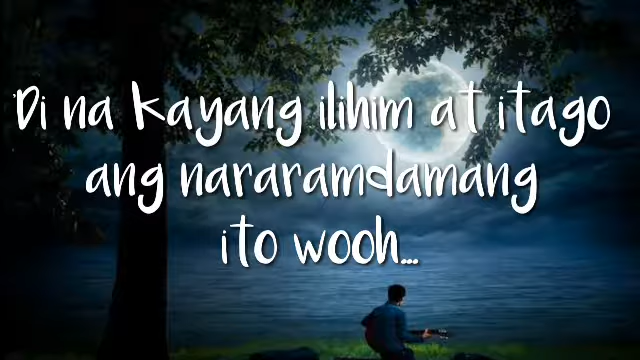 'Di na kayang ilihim at itago
ang nararamdamang
ito wooh...